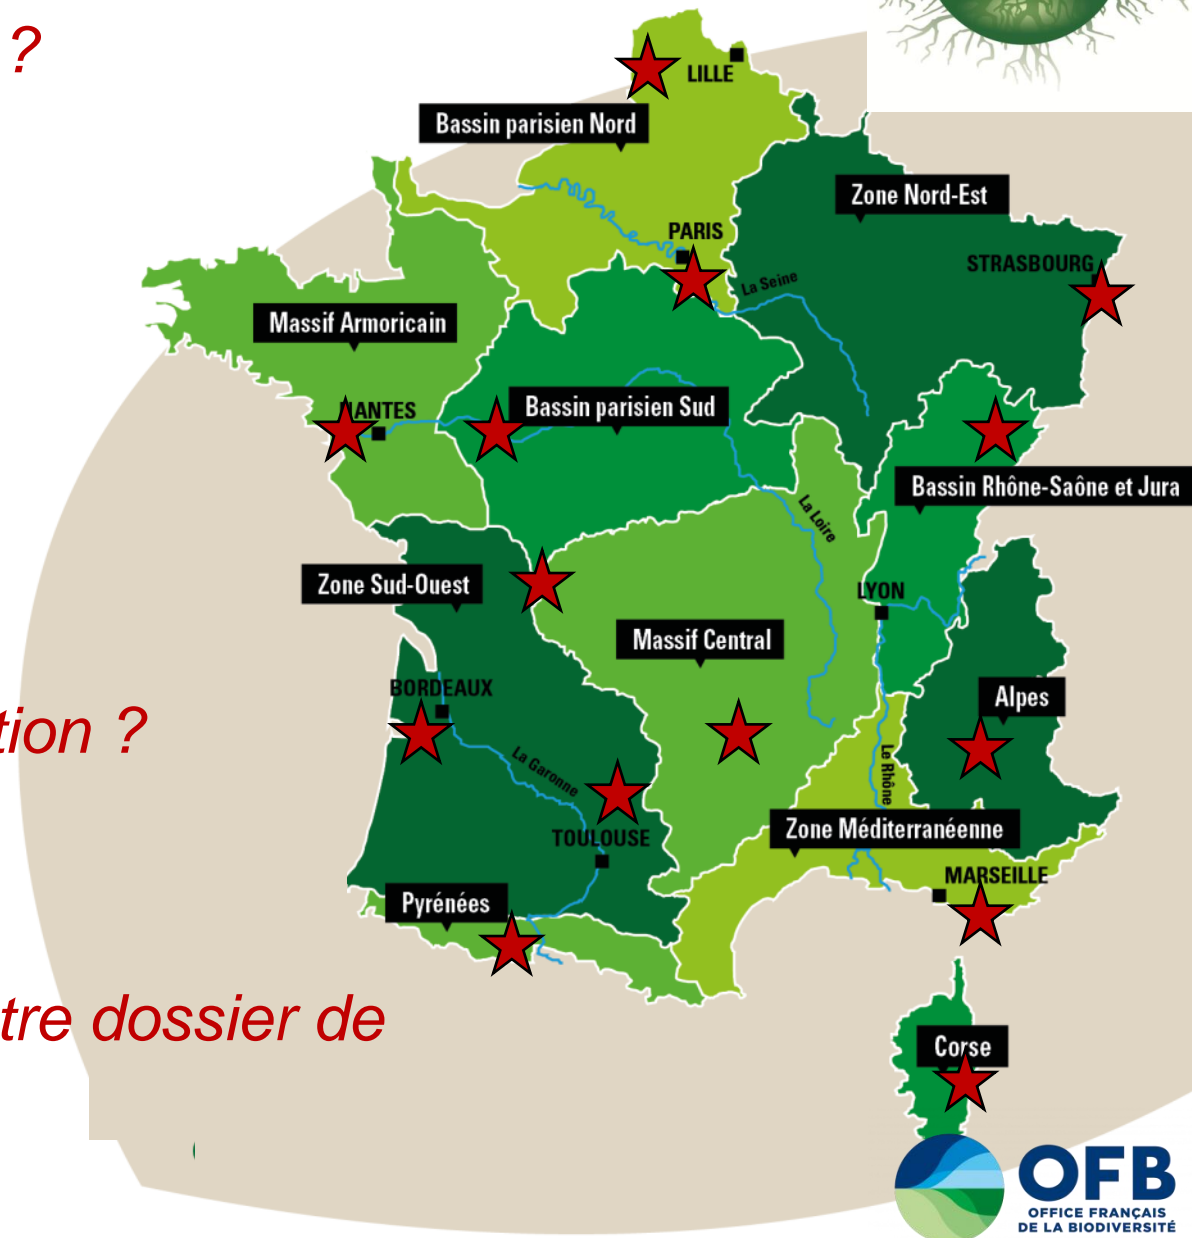 ?
LILLE
Bassin parisien Nord
Zone Nord-Est
PARIS
STRASBOURG
La Seine
Massif Armoricain
NANTES
Bassin parisien Sud
Bassin Rhône-Saône et Jura
La Loire
Zone Sud-Ouest
LYON
Massif Central
BORDEAUX
Alpes
tion ?
La Garonne
Le Rhône
Zone Méditerranéenne
TOULOUSE
MARSEILLE
Pyrénées
tre dossier de
Corse
OFB
OFFICE FRANÇAIS
DE LA BIODIVERSITÉ